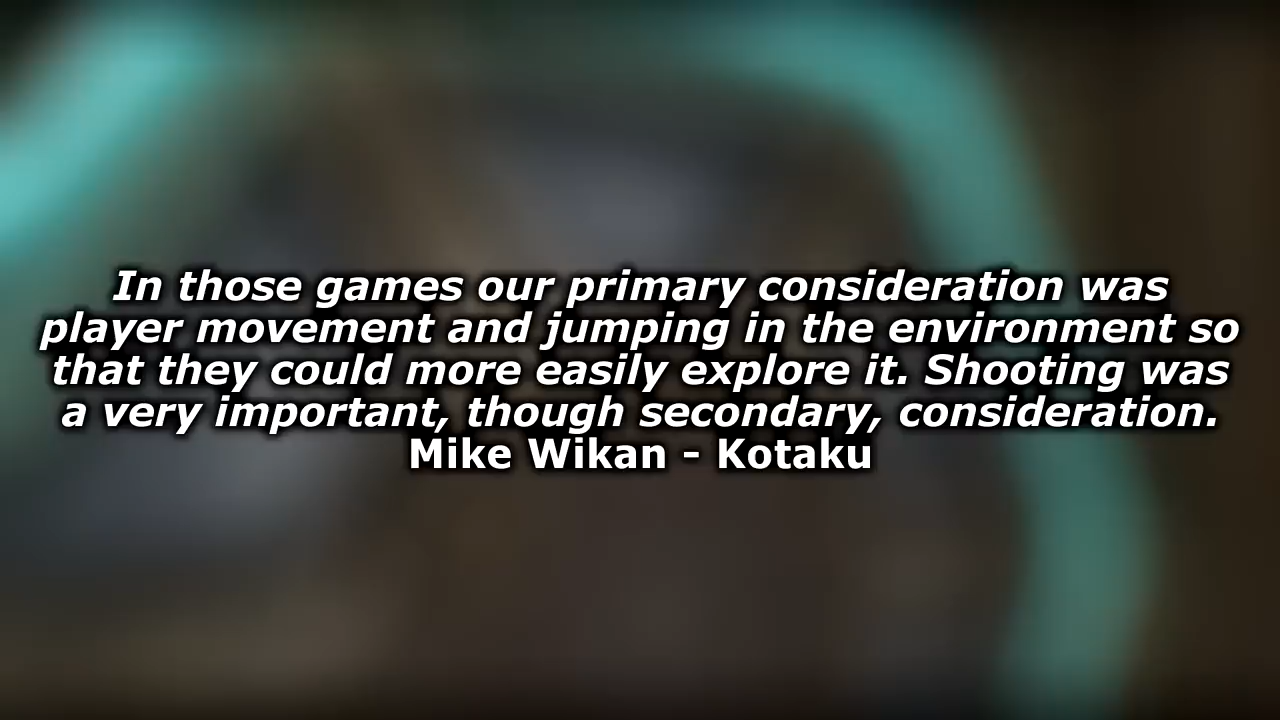 In those games our primary consideration was
player movement and jumping in the environment so
that they could more easily explore it. Shooting was
a very important, though secondary, consideration.
Mike Wikan - Kotaku